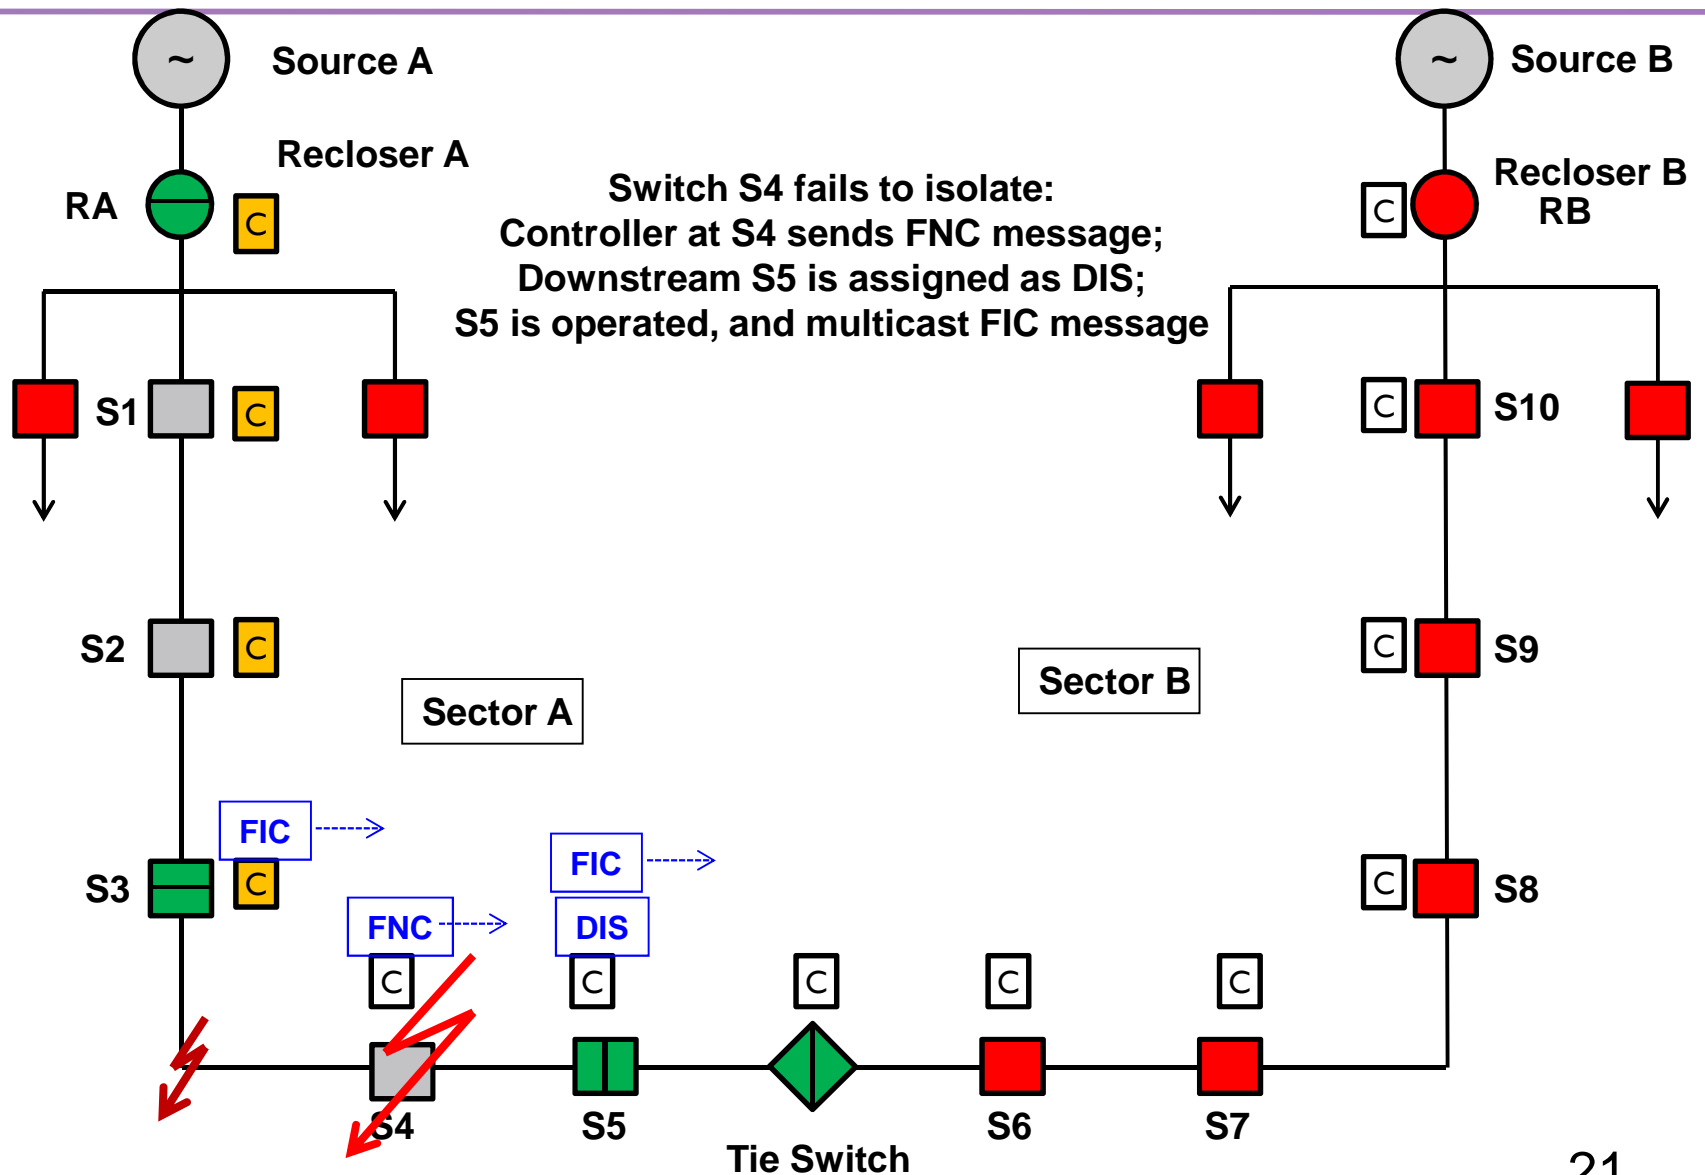 ~
Source A
~
Source B
Recloser A
RA
C
Switch S4 fails to isolate:
Controller at S4 sends FNC message;
Downstream S5 is assigned as DIS;
S5 is operated, and multicast FIC message
C
Recloser B
RB
S1
C
C
S10
S2
C
C
S9
Sector A
Sector B
FIC
S3
C
FIC
C
S8
FNC
DIS
C
C
C
C
C
S4
S5
S6
S7
Tie Switch
21